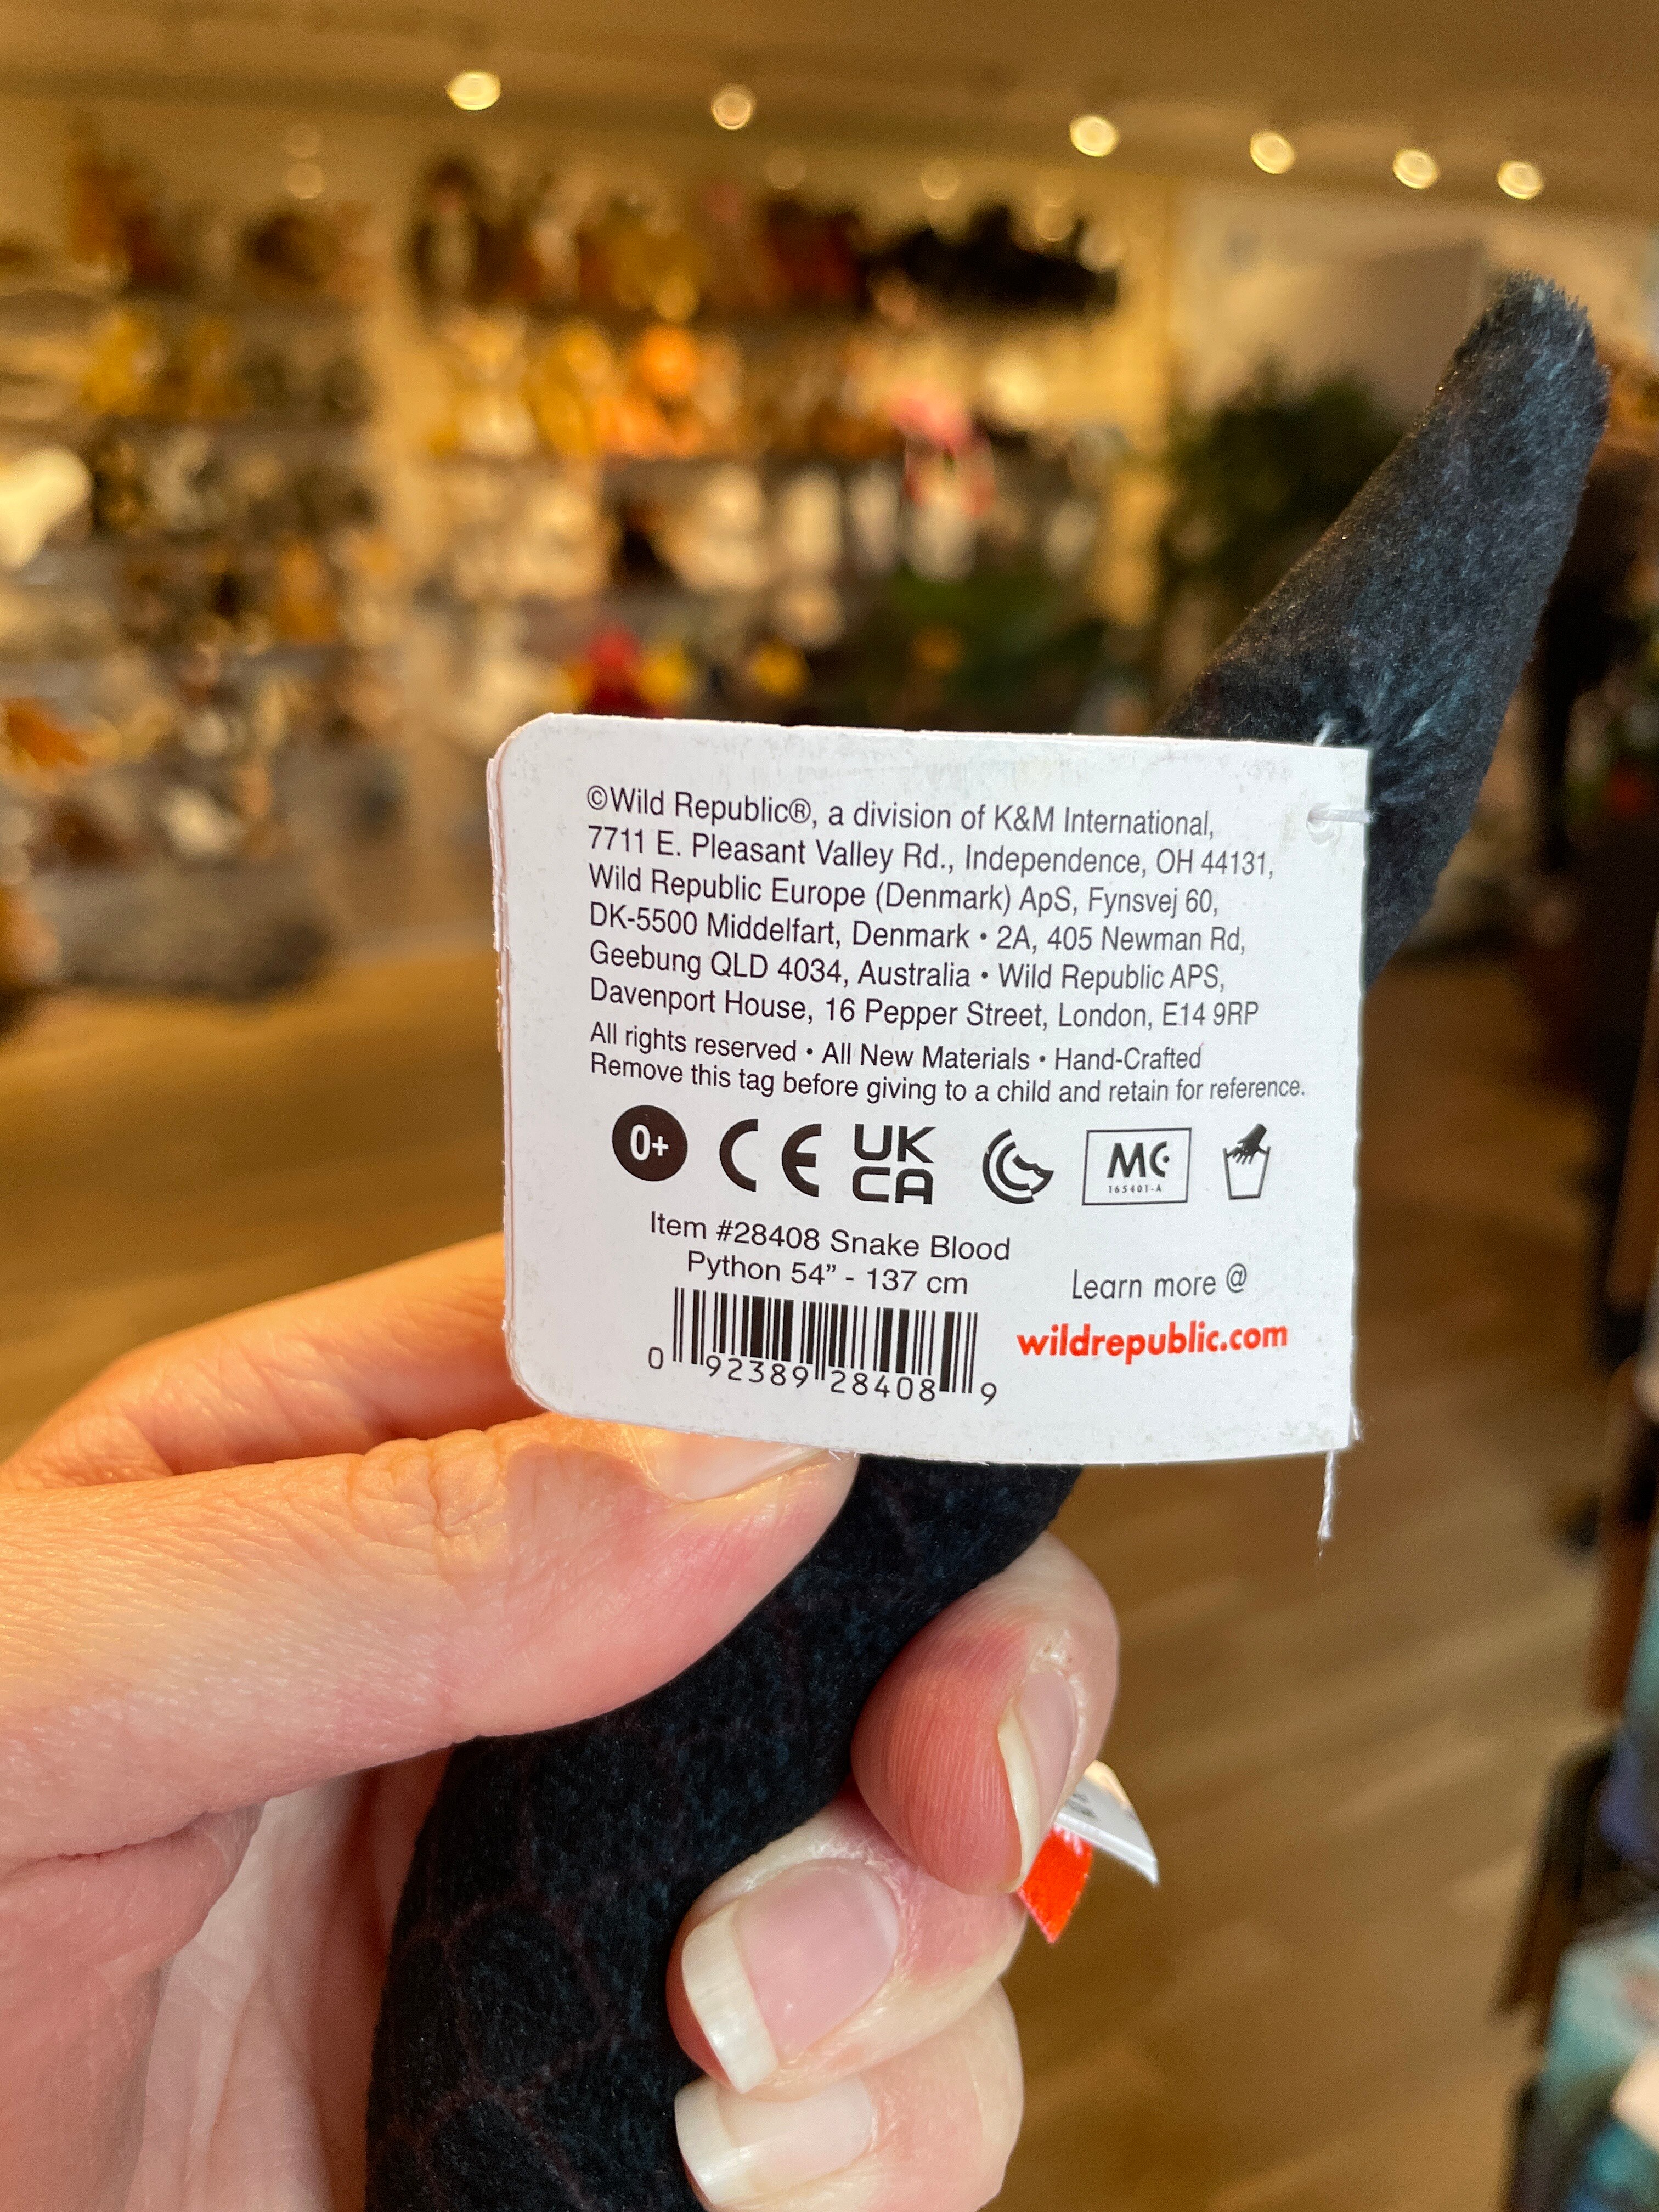 ©Wild Republic®, a division of K&M International,
7711 E. Pleasant Valley Rd., Independence, OH 44131,
Wild Republic Europe (Denmark) ApS, Fynsvej 60,
DK-5500 Middelfart, Denmark • 2A, 405 Newman Rd,
Geebung QLD 4034, Australia • Wild Republic APS,
Davenport House, 16 Pepper Street, London, E14 9RP
All rights reserved • All New Materials • Hand-Crafted
Remove this tag before giving to a child and retain for reference.
0+ CE UK CA MC
165401-A
Item #28408 Snake Blood
Python 54” - 137 cm
Learn more @
wildrepublic.com
0 92389 28408 9